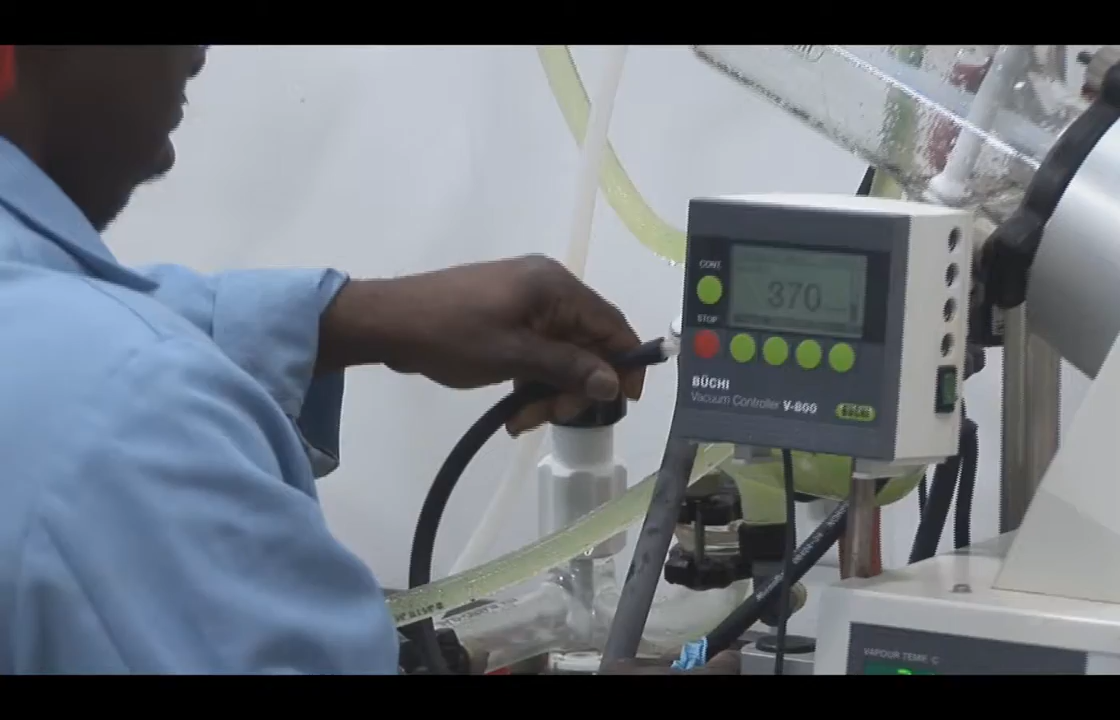 CONT.
370
STOP
BÜCHI
Vacuum Controller V-800
BÜCHI
VAPOUR TEMP. °C